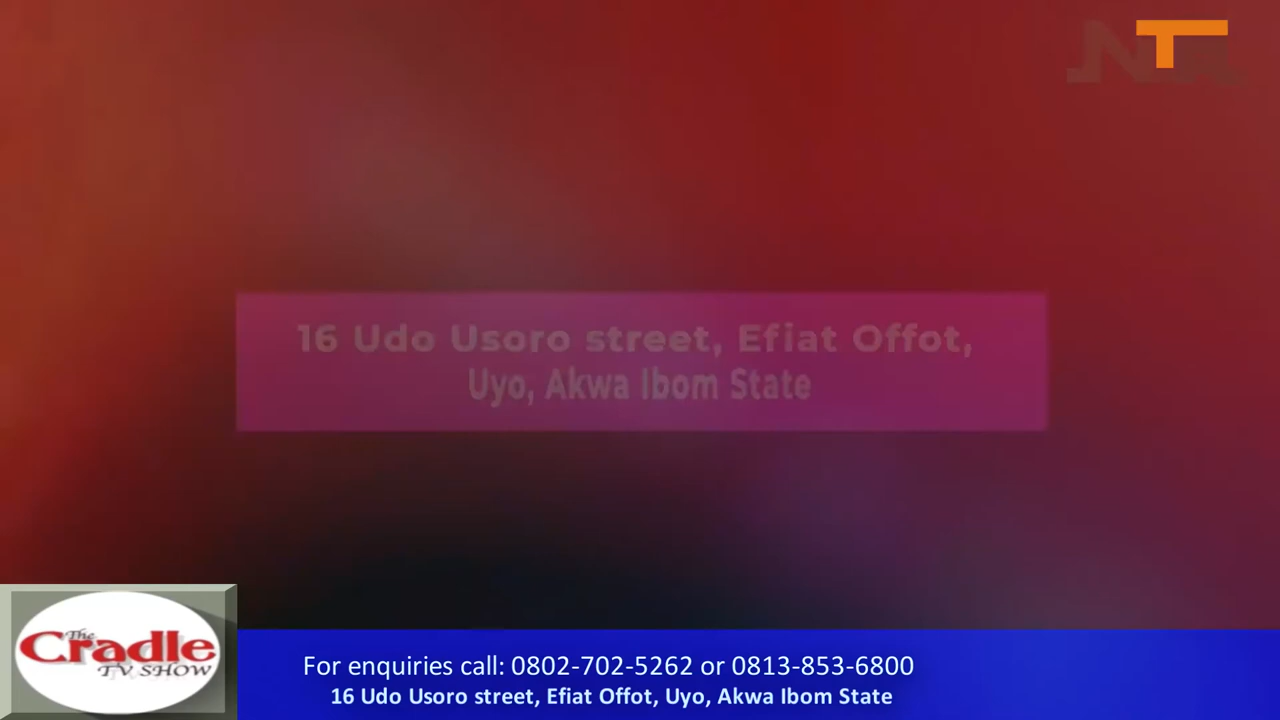 NTA
16 Udo Usoro street, Efiat Offot,
Uyo, Akwa Ibom State
The
Cradle
TV SHOW
For enquiries call: 0802-702-5262 or 0813-853-6800
16 Udo Usoro street, Efiat Offot, Uyo, Akwa Ibom State